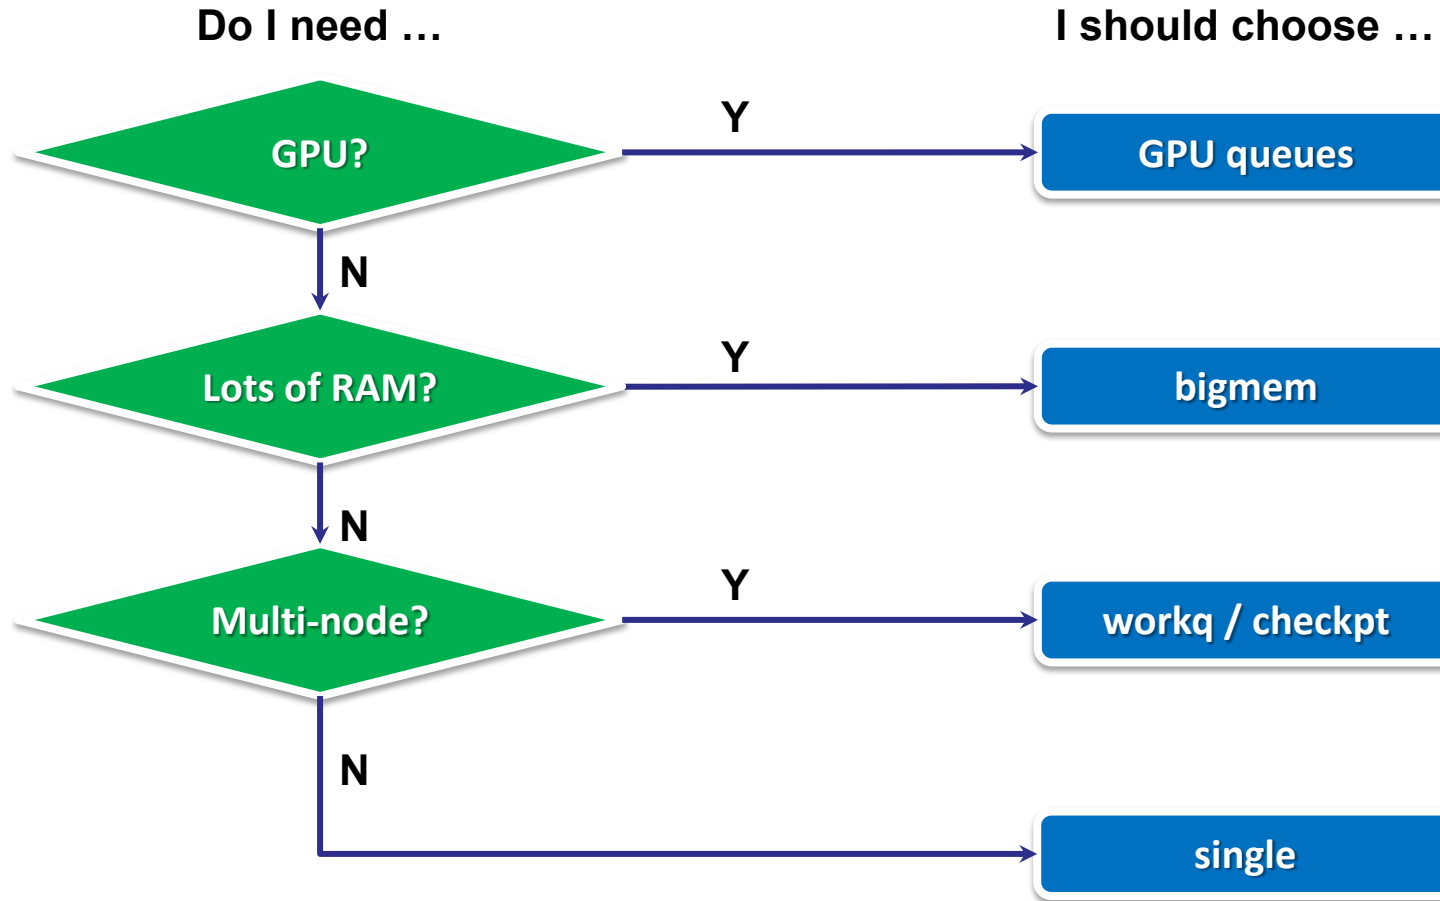 Do I need …
I should choose …
GPU?
Y
GPU queues
N
Lots of RAM?
Y
bigmem
N
Multi-node?
Y
workq / checkpt
N
single